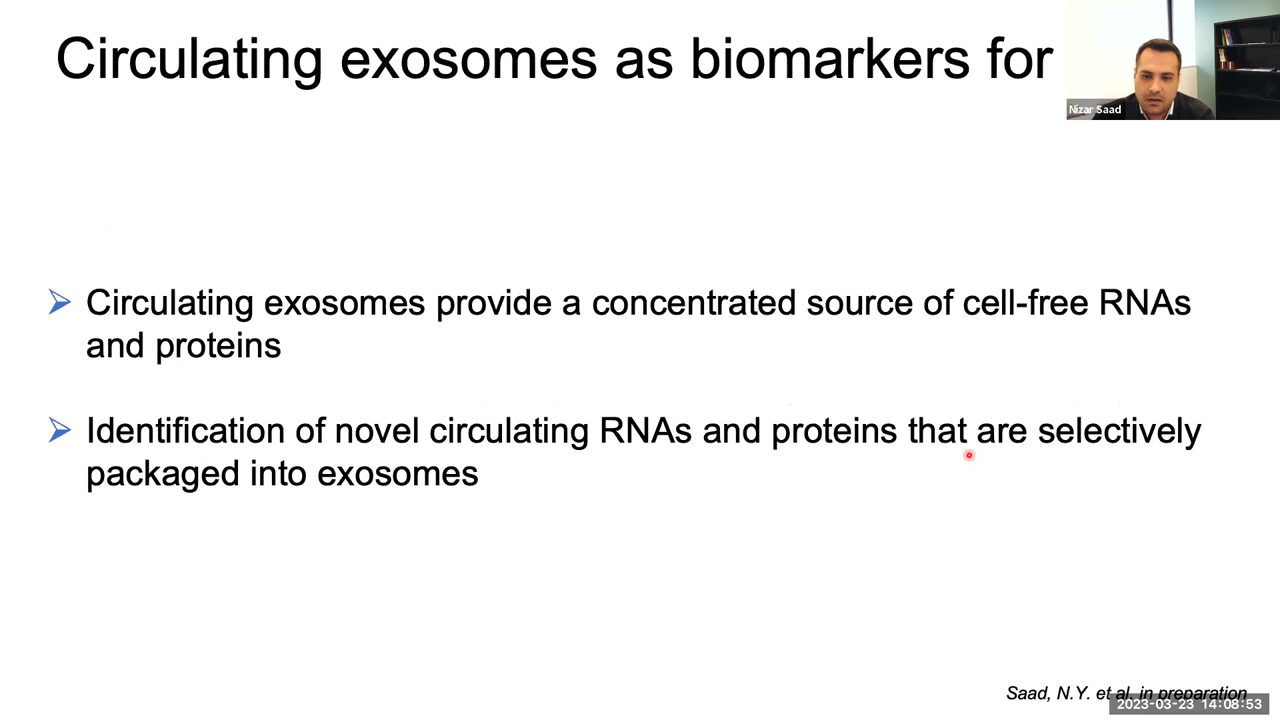 Circulating exosomes as biomarkers for
Nizar Saad
Circulating exosomes provide a concentrated source of cell-free RNAs
and proteins
Identification of novel circulating RNAs and proteins that are selectively
packaged into exosomes
Saad, N.Y. et al. in preparation
2023-03-23 14:08:53